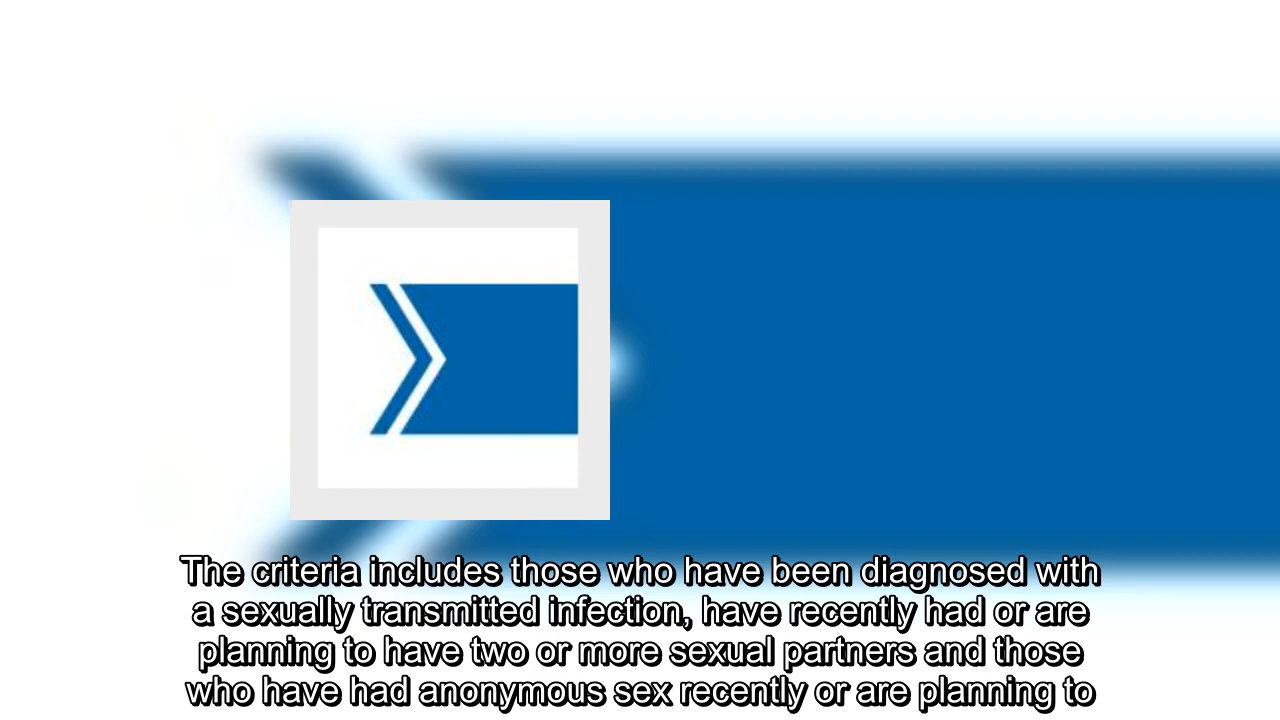 The criteria includes those who have been diagnosed with
a sexually transmitted infection, have recently had or are
planning to have two or more sexual partners and those
who have had anonymous sex recently or are planning to